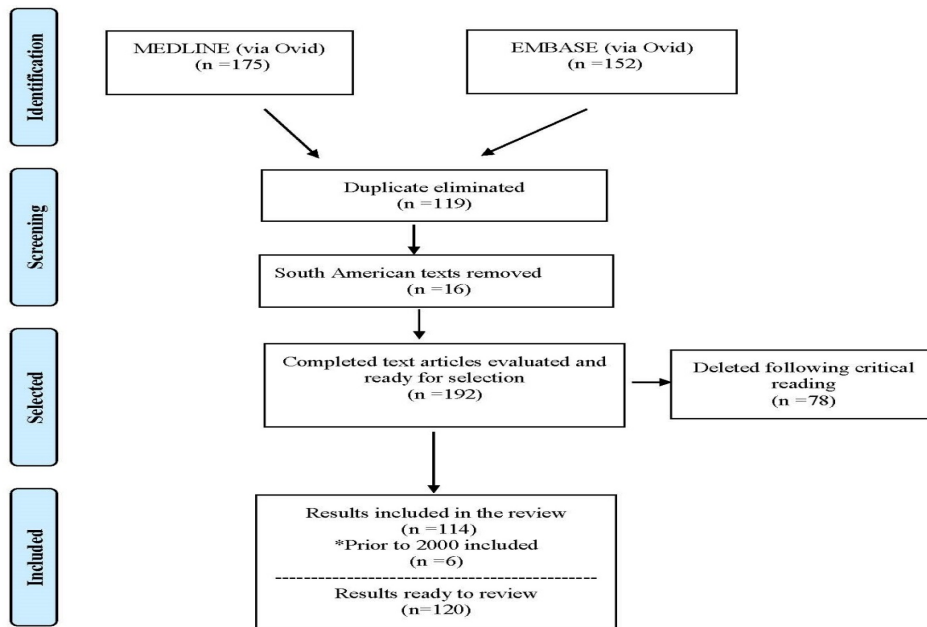 Identification
MEDLINE (via Ovid)
(n =175)
EMBASE (via Ovid)
(n =152)
Screening
Duplicate eliminated
(n =119)
South American texts removed
(n =16)
Selected
Completed text articles evaluated and
ready for selection
(n =192)
Deleted following critical
reading
(n =78)
Included
Results included in the review
(n =114)
*Prior to 2000 included
(n =6)
Results ready to review
(n=120)